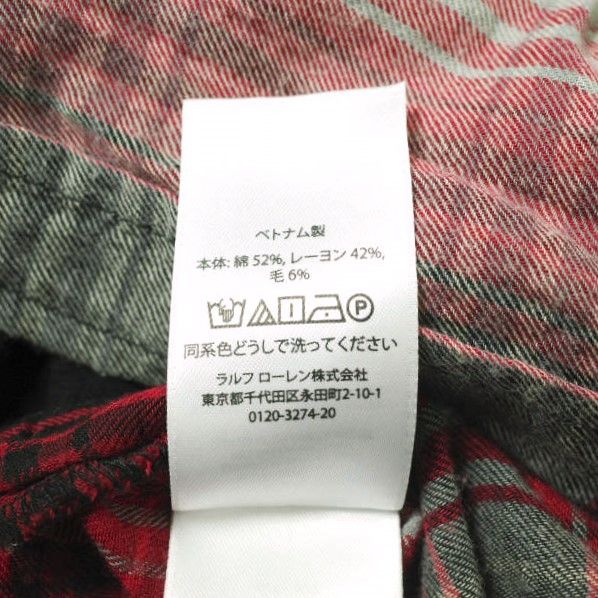 ベトナム製
本体: 綿 52%, レーヨン 42%,
毛 6%
P
同系色どうしで洗ってください
ラルフ ローレン株式会社
東京都千代田区永田町2-10-1
0120-3274-20